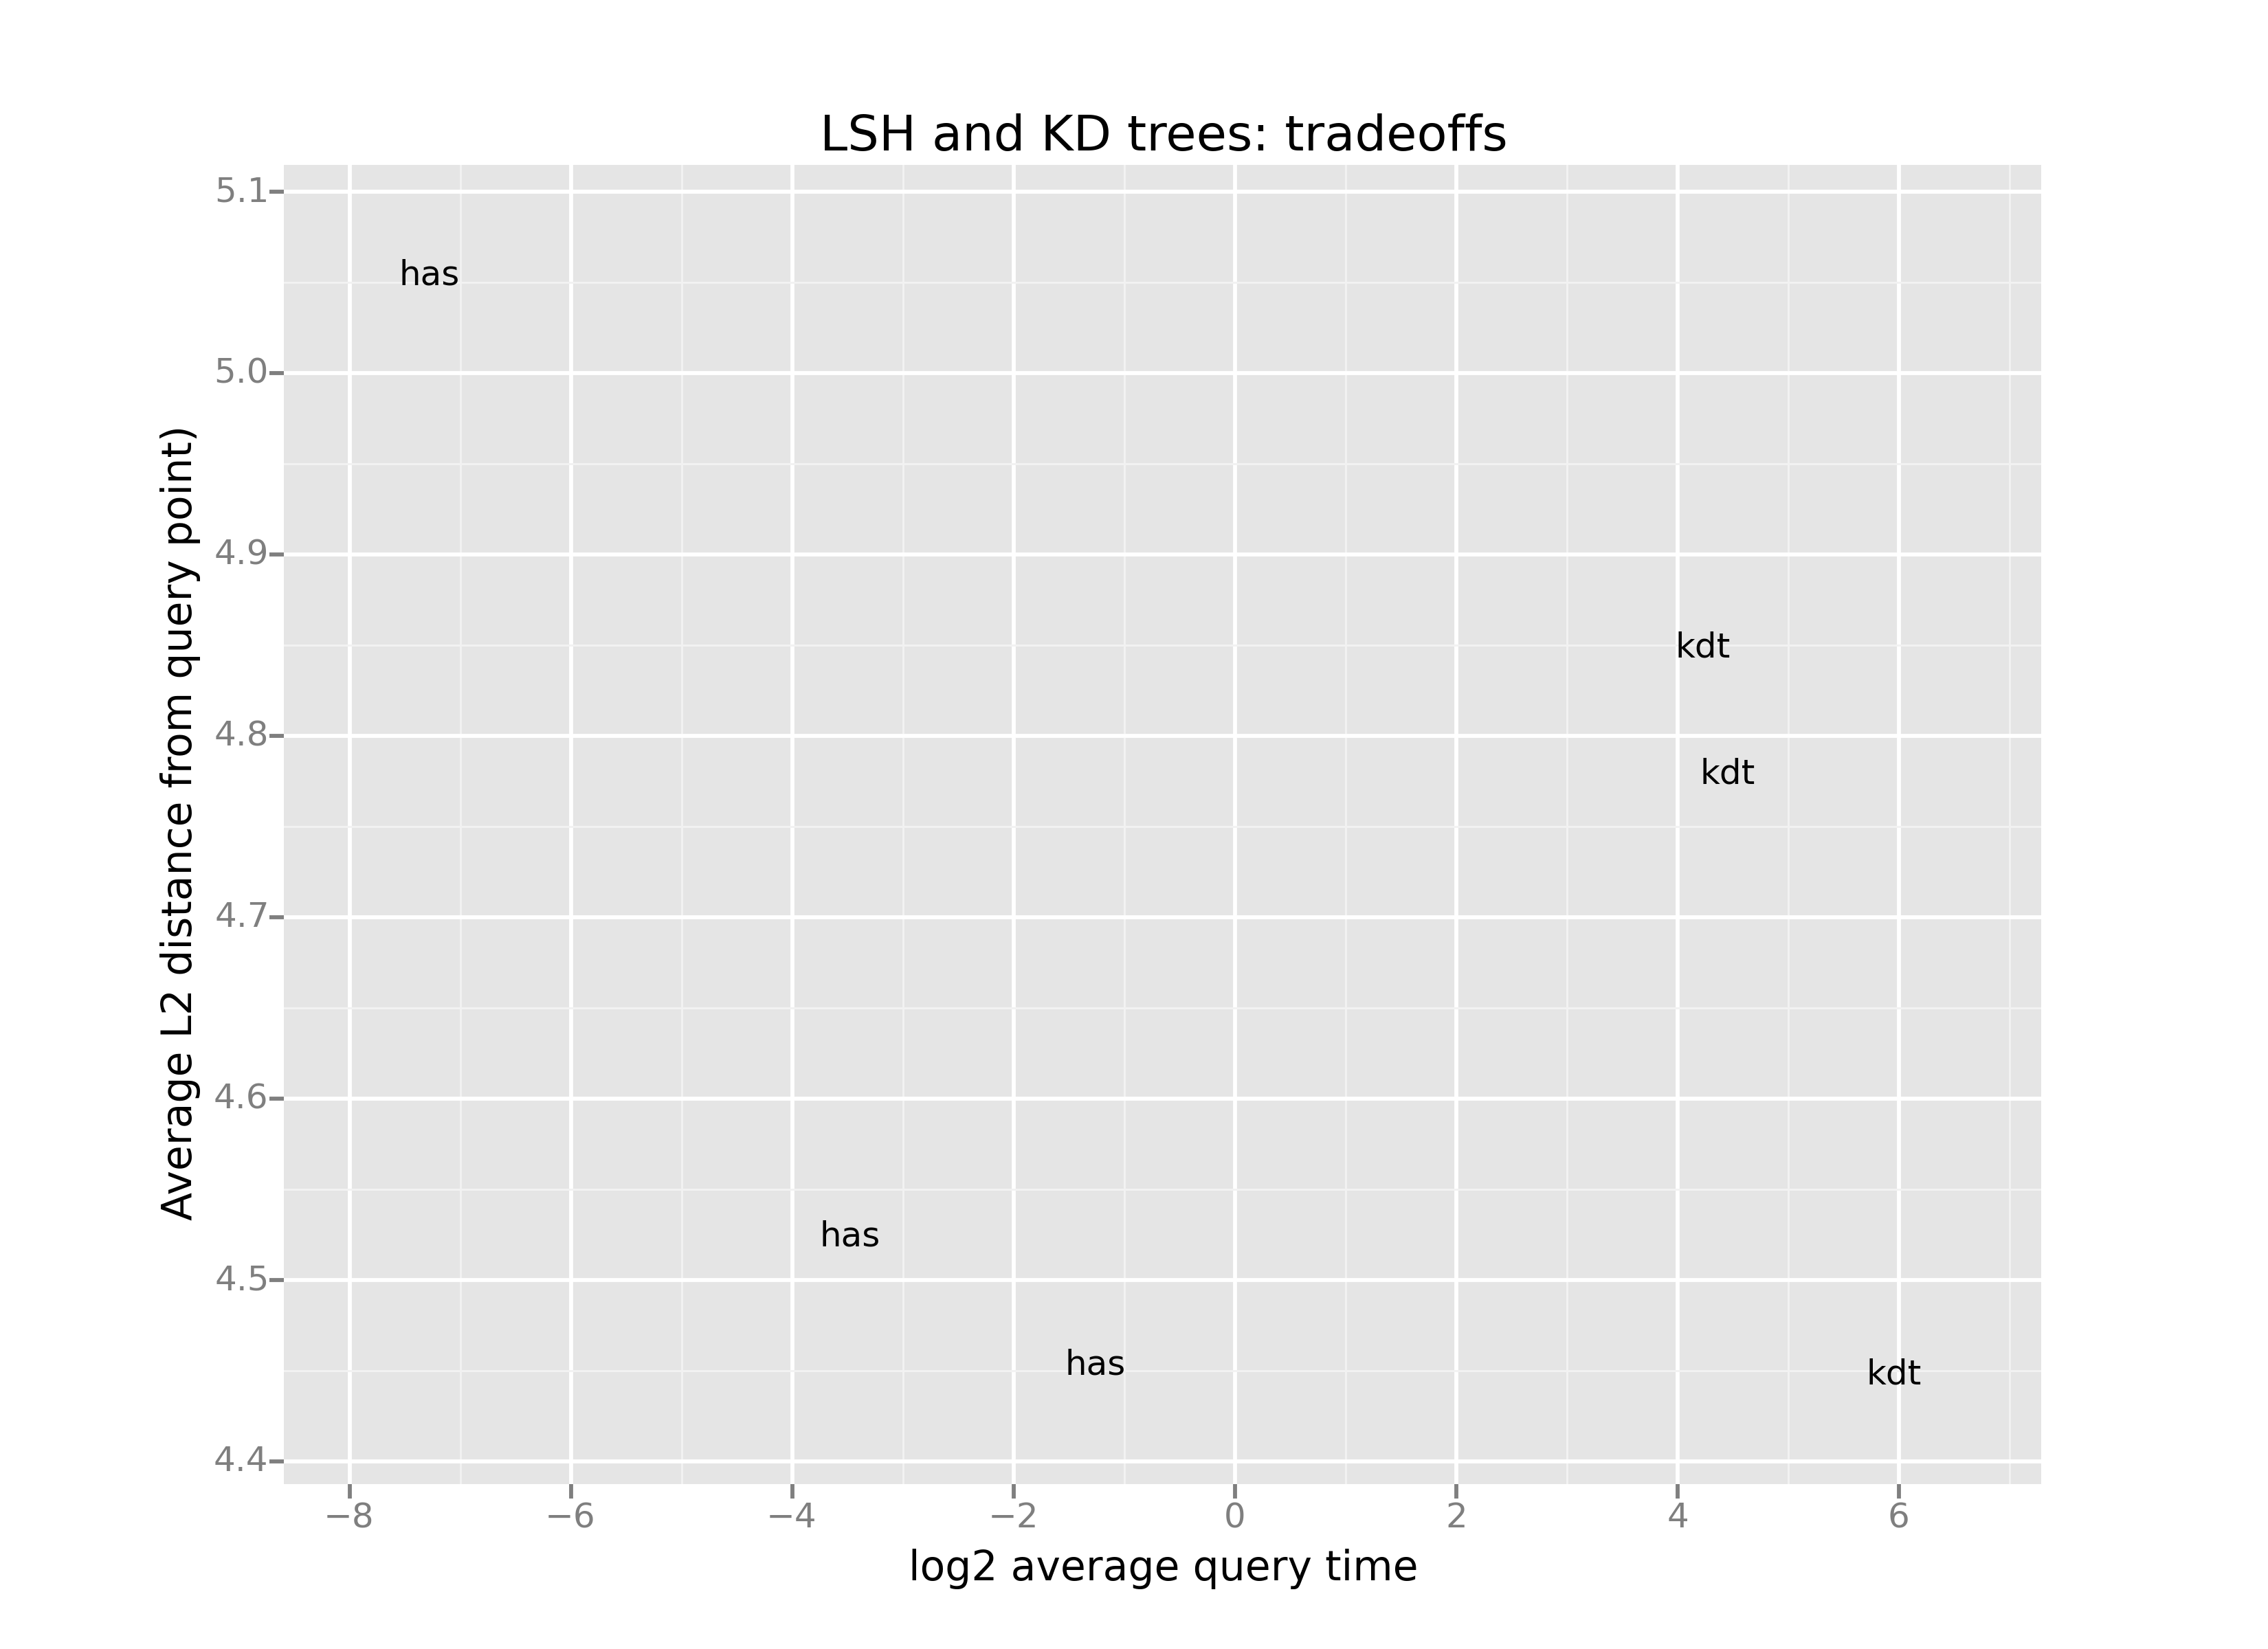 LSH and KD trees: tradeoffs
5.1
5.0
4.9
4.8
4.7
4.6
4.5
4.4
Average L2 distance from query point)
has
kdt
kdt
has
has
kdt
−8 −6 −4 −2 0 2 4 6
log2 average query time